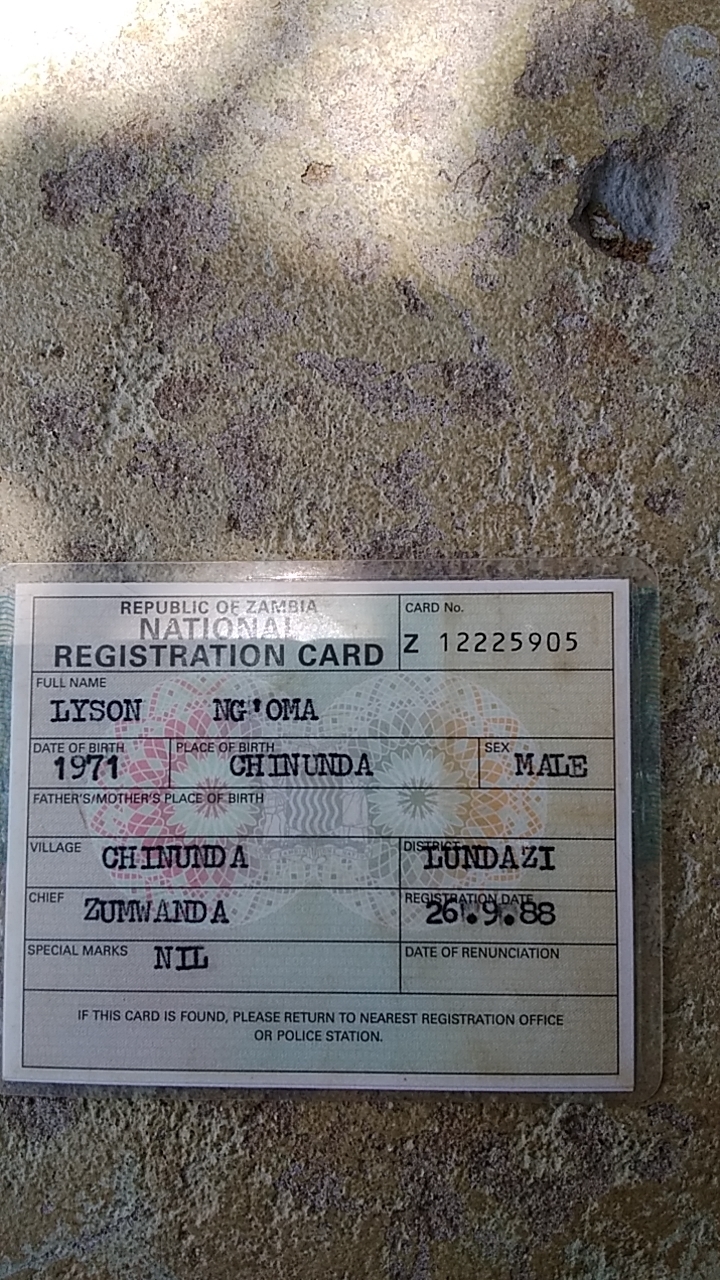 REPUBLIC OF ZAMBIA
NATIONAL
REGISTRATION CARD
CARD No.
Z 12225905
FULL NAME
LYSON NG'OMA
DATE OF BIRTH PLACE OF BIRTH SEX
1971 CHINUNDA MALE
FATHER'S/MOTHER'S PLACE OF BIRTH
VILLAGE CHINUNDA DISTRICT LUNDAZI
CHIEF ZUMWANDA REGISTRATION DATE 26.9.88
SPECIAL MARKS NIL DATE OF RENUNCIATION
IF THIS CARD IS FOUND, PLEASE RETURN TO NEAREST REGISTRATION OFFICE
OR POLICE STATION.